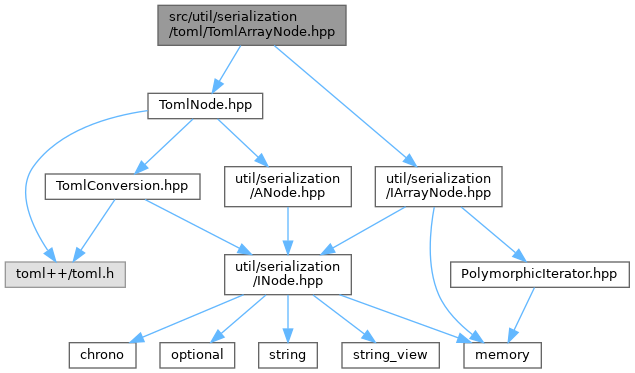 src/util/serialization
/toml/TomlArrayNode.hpp
TomlNode.hpp
TomlConversion.hpp
util/serialization
/ANode.hpp
util/serialization
/IArrayNode.hpp
toml++/toml.h
util/serialization
/INode.hpp
PolymorphicIterator.hpp
chrono
optional
string
string_view
memory